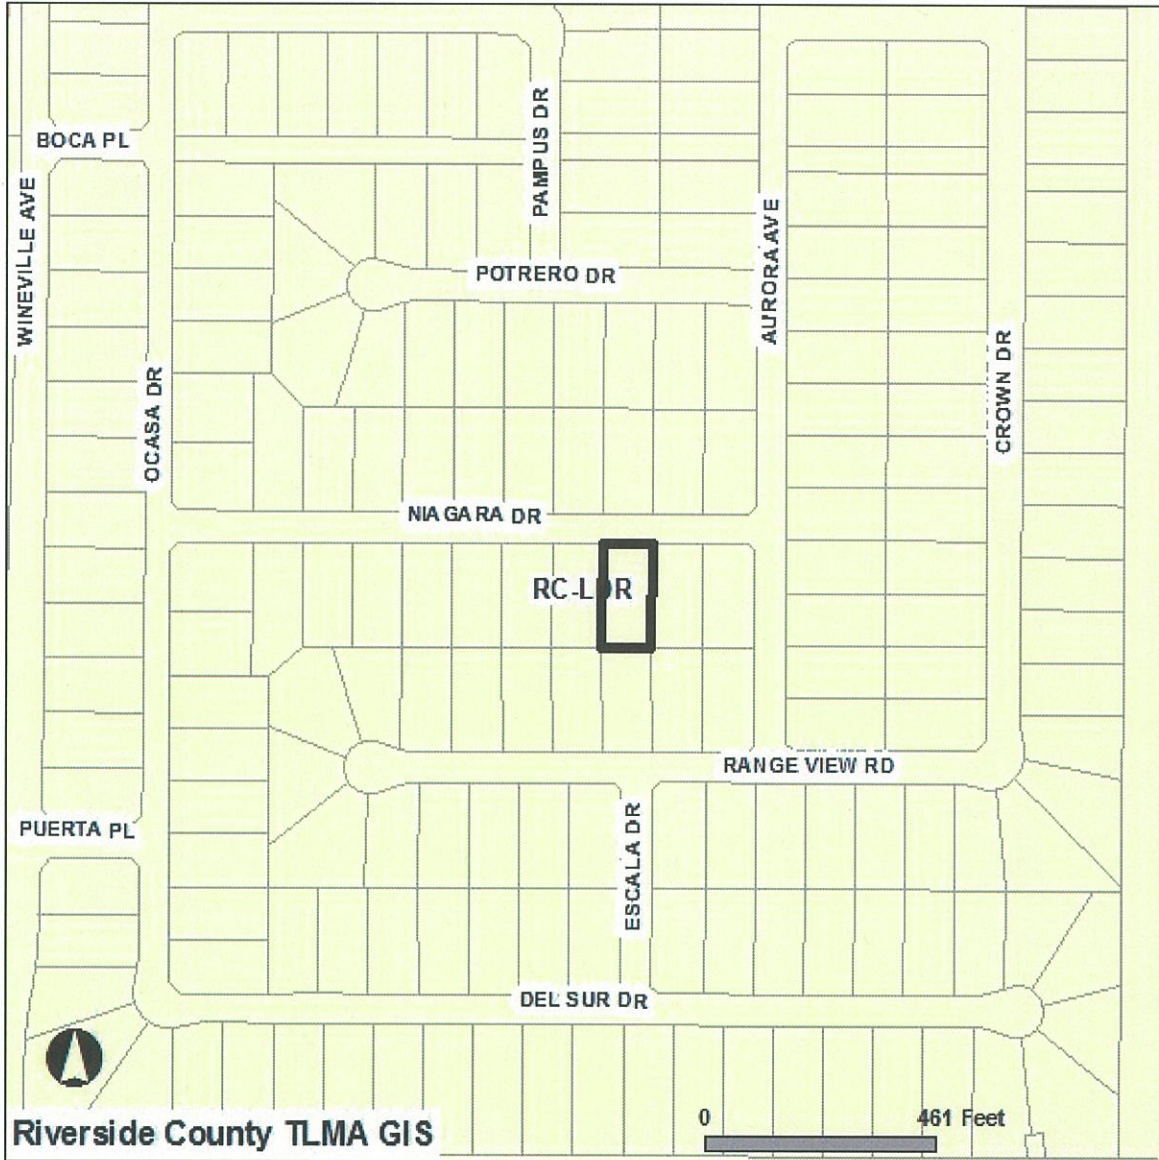 PAMPUS DR
BOCA PL
WINEVILLE AVE
AURORA AVE
POTRERO DR
CROWN DR
OCASA DR
NIAGARA DR
RC-LDR
RANGE VIEW RD
PUERTA PL
ESCALA DR
DEL SUR DR
0 461 Feet
Riverside County TLMA GIS